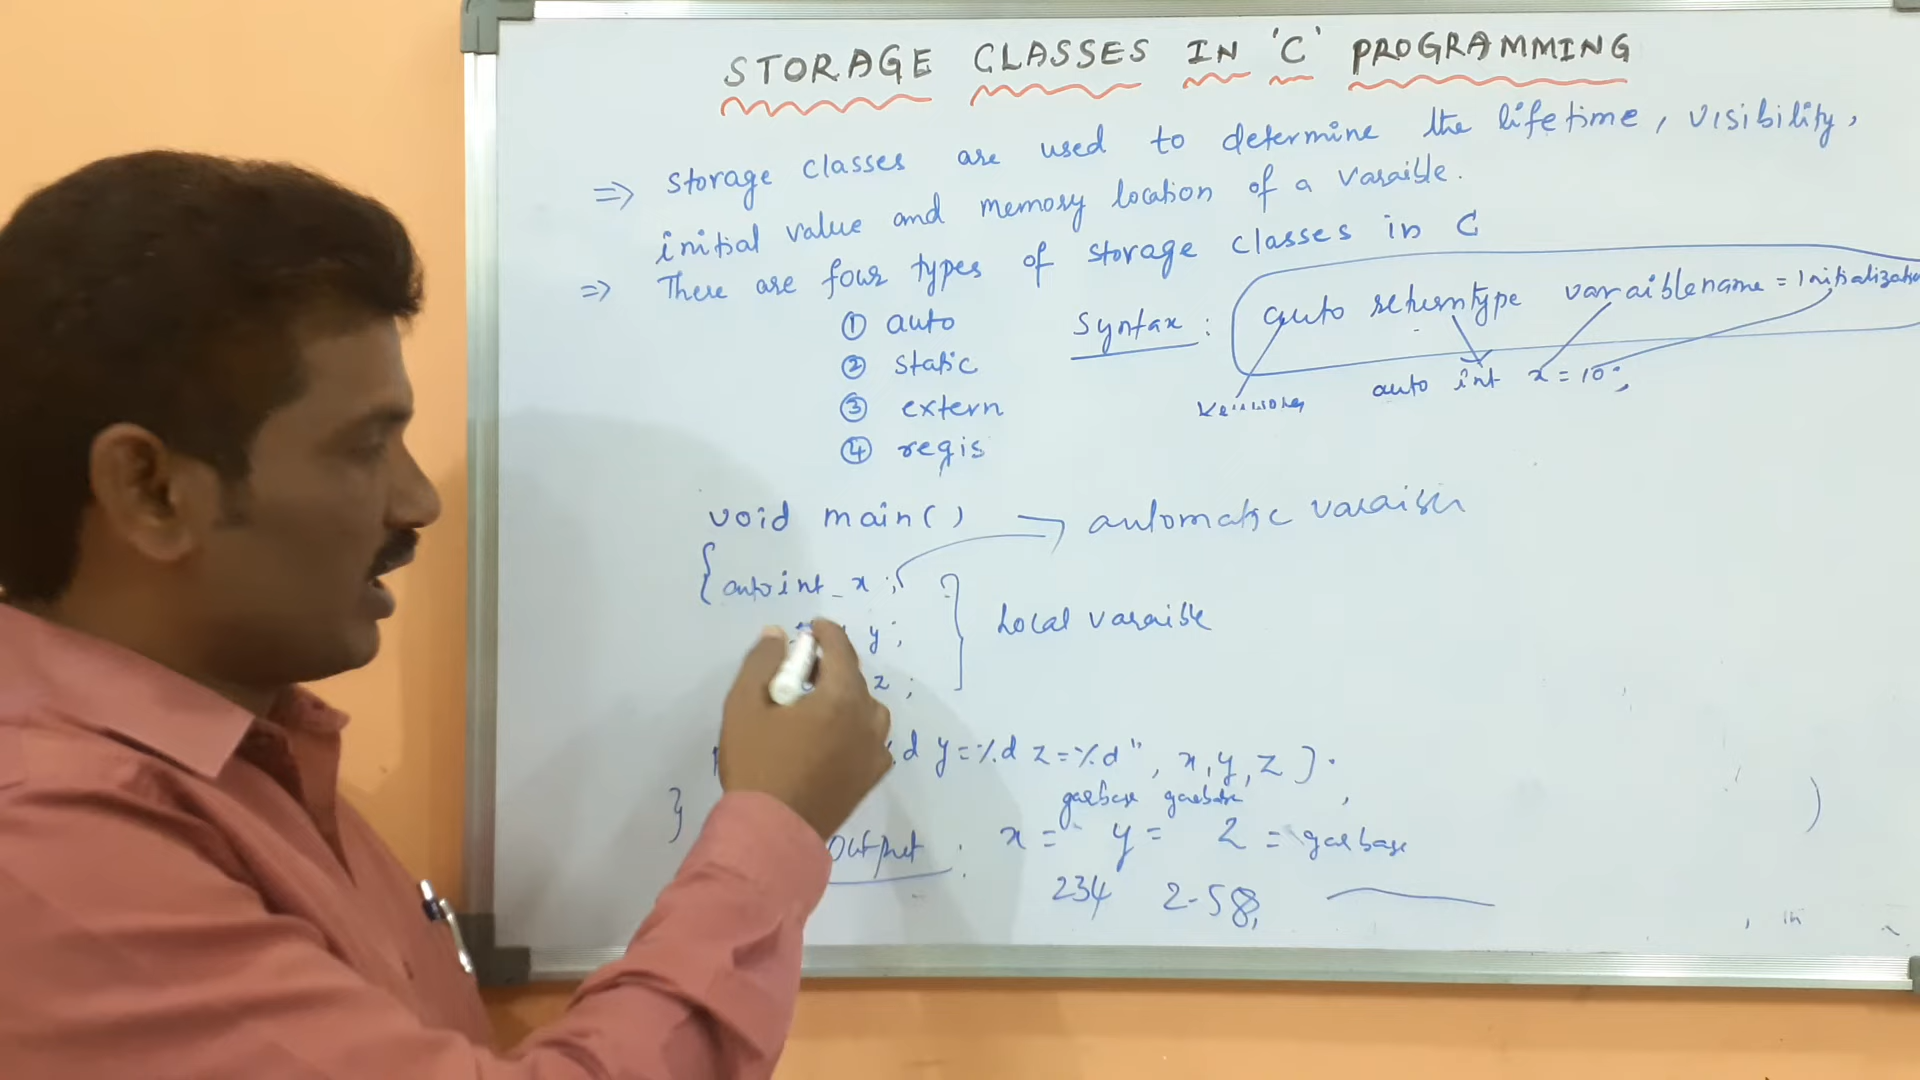 STORAGE CLASSES IN 'C' PROGRAMMING
=> storage classes are used to determine the lifetime, visibility,
initial value and memory location of a varaible.
=> There are four types of storage classes in C
① auto
② static
③ extern
④ regis
Syntax : auto returntype varaiblename = Initializatio
auto int x = 10;
void main() → automatic
{ auto int x ;
y ;
z ;
Local varaible
%d y=%d z=%d", x,y,z);
garbage garbage
}
Output : x = y = z = garbage
234 2-58,